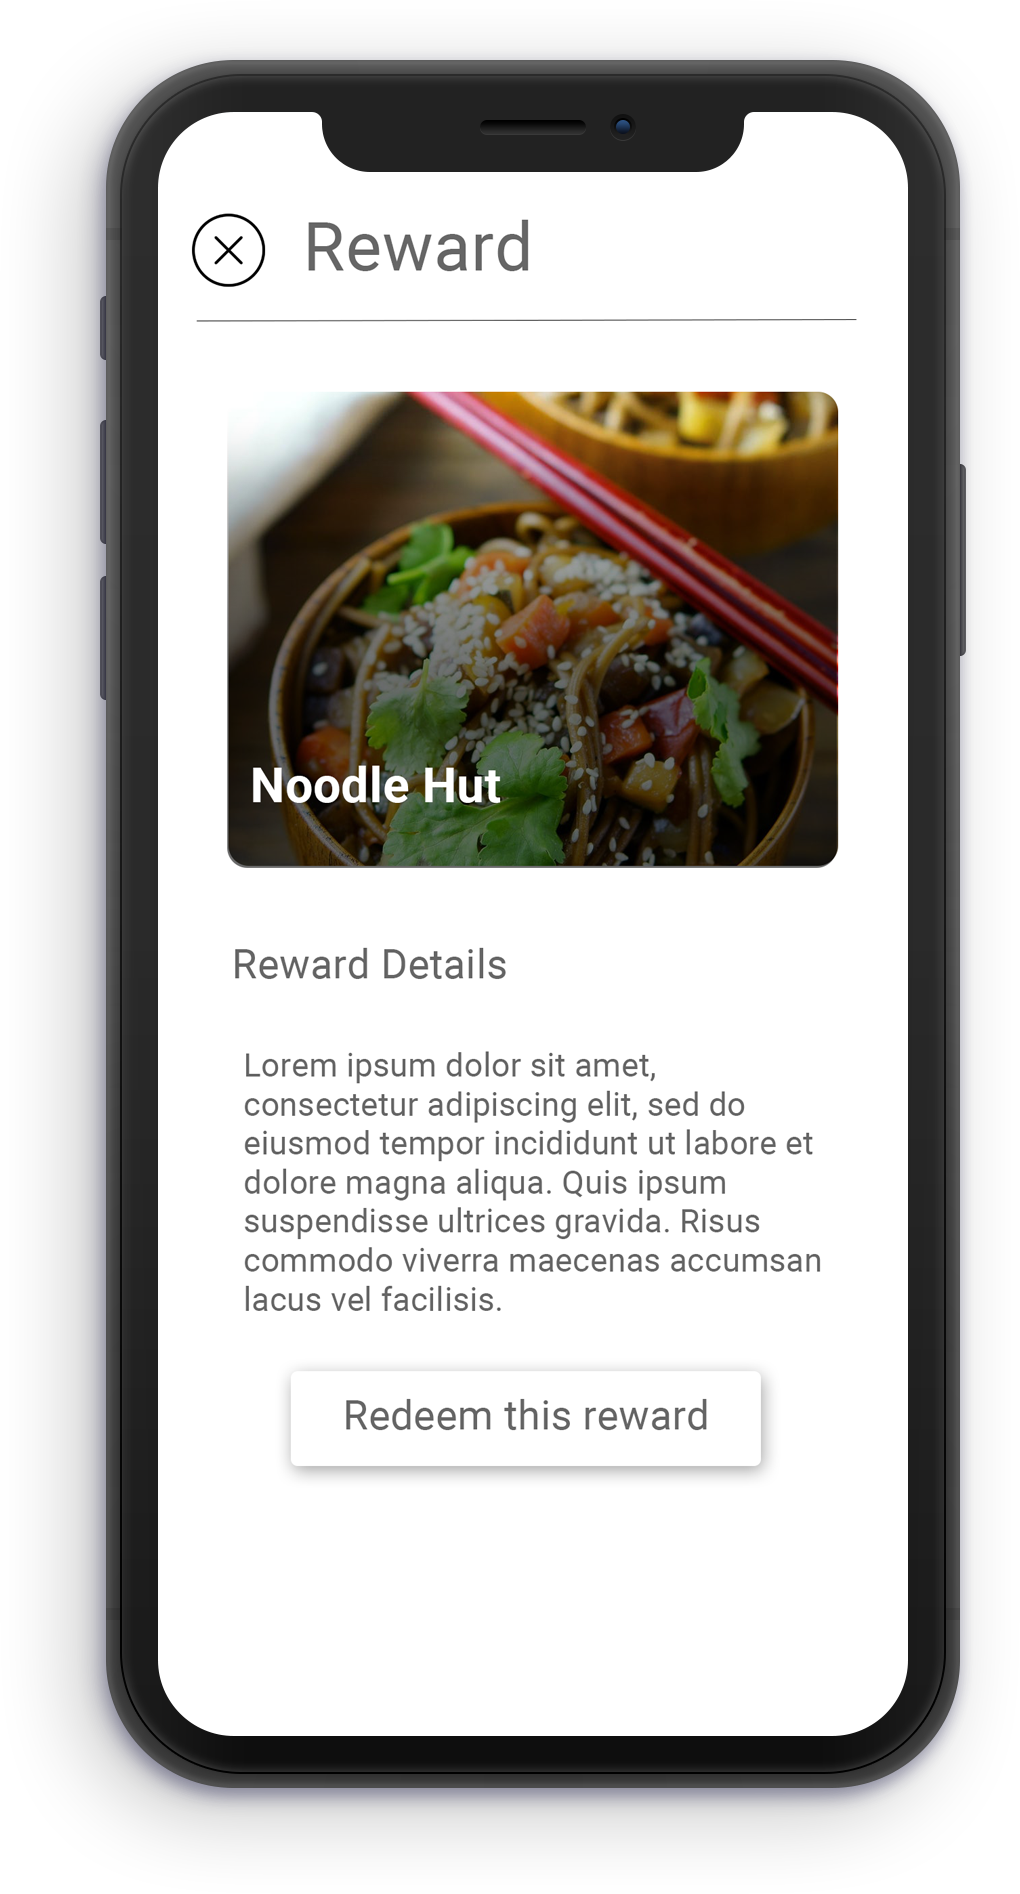 Reward
Noodle Hut
Reward Details
Lorem ipsum dolor sit amet,
consectetur adipiscing elit, sed do
eiusmod tempor incididunt ut labore et
dolore magna aliqua. Quis ipsum
suspendisse ultrices gravida. Risus
commodo viverra maecenas accumsan
lacus vel facilisis.
Redeem this reward